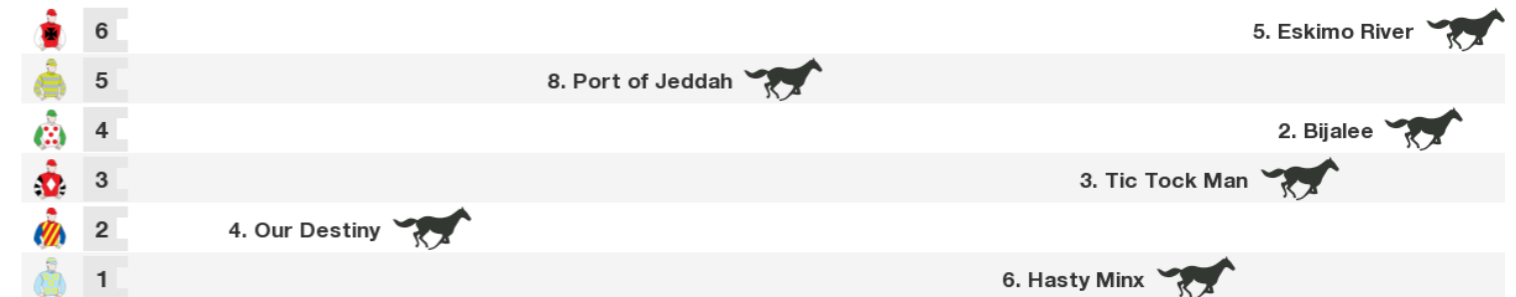 6 5. Eskimo River
5 8. Port of Jeddah
4 2. Bijalee
3 3. Tic Tock Man
2 4. Our Destiny
1 6. Hasty Minx